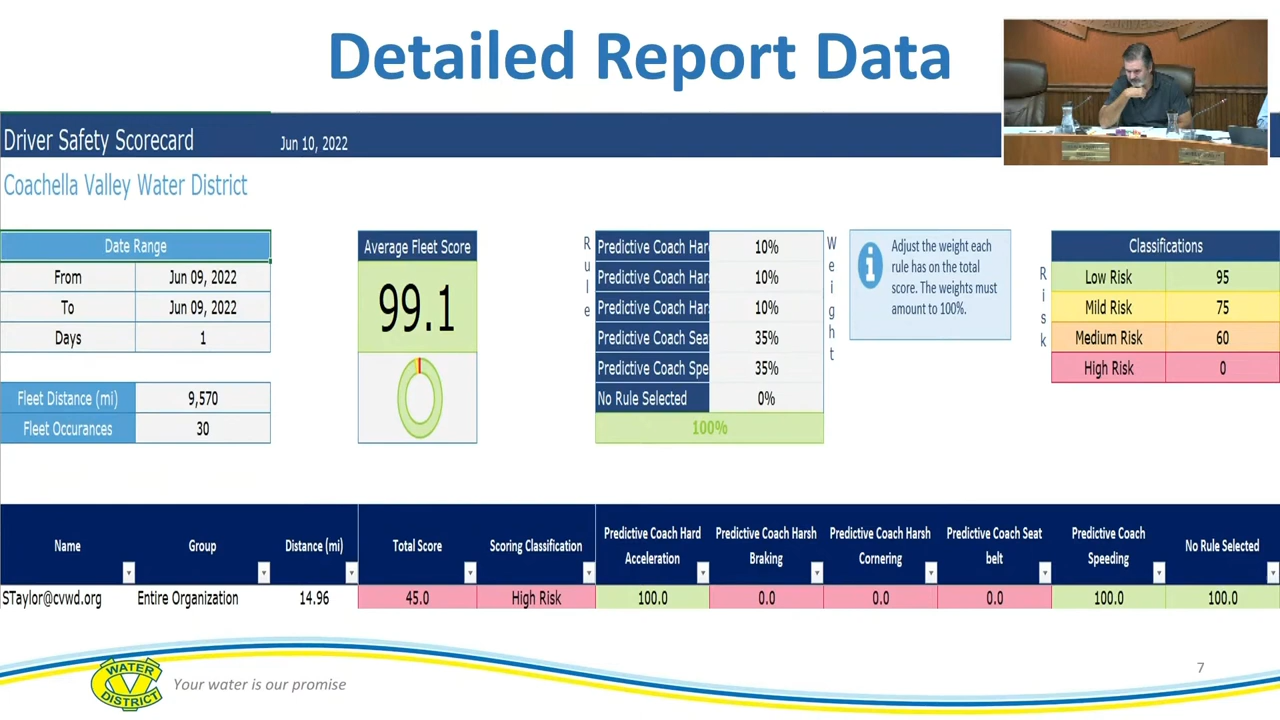 Detailed Report Data
Driver Safety Scorecard Jun 10, 2022
Coachella Valley Water District
Date Range
From Jun 09, 2022
To Jun 09, 2022
Days 1
Fleet Distance (mi) 9,570
Fleet Occurances 30
Average Fleet Score
99.1
Rule
Predictive Coach Har 10%
Predictive Coach Hars 10%
Predictive Coach Har 10%
Predictive Coach Sea 35%
Predictive Coach Spe 35%
No Rule Selected 0%
100%
Weight
Adjust the weight each
rule has on the total
score. The weights must
amount to 100%.
Risk
Classifications
Low Risk 95
Mild Risk 75
Medium Risk 60
High Risk 0
Name Group Distance (mi) Total Score Scoring Classification Predictive Coach Hard Acceleration Predictive Coach Harsh Braking Predictive Coach Harsh Cornering Predictive Coach Seat belt Predictive Coach Speeding No Rule Selected
STaylor@cvwd.org Entire Organization 14.96 45.0 High Risk 100.0 0.0 0.0 0.0 100.0 100.0
WATER
DISTRICT
Your water is our promise
7